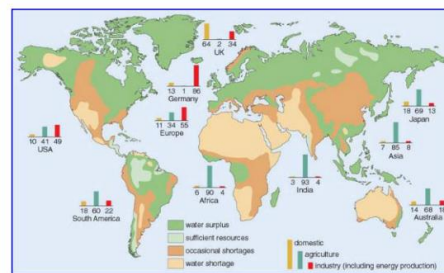 64 2 34
UK
13 1 86
Germany
11 34 55
Europe
10 41 49
USA
18 69 13
Japan
7 85 8
Asia
3 93 4
India
6 90 4
Africa
18 60 22
South America
14 68
Australia
water surplus
sufficient resources
occasional shortages
water shortage
domestic
agriculture
industry (including energy production)